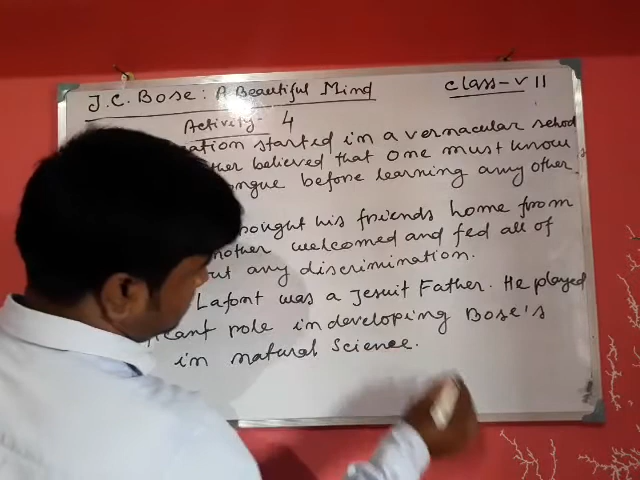 J.C. Bose: A Beautiful Mind
Class-VII
Activity- 4
ation started in a vernacular school
ther believed that one must know
ongue before learning any other
ought his friends home from
mother welcomed and fed all of
ut any discrimination.
Lafont was a Jesuit Father. He played
icant role in developing Bose's
in natural science.